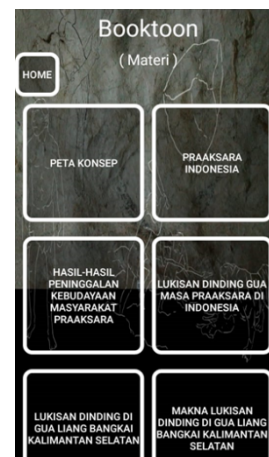 Booktoon
( Materi )
HOME
PETA KONSEP
PRAAKSARA
INDONESIA
HASIL-HASIL
PENINGGALAN
KEBUDAYAAN
MASYARAKAT
PRAAKSARA
LUKISAN DINDING GUA
MASA PRAAKSARA DI
INDONESIA
LUKISAN DINDING DI
GUA LIANG BANGKAI
KALIMANTAN SELATAN
MAKNA LUKISAN
DINDING DI GUA LIANG
BANGKAI KALIMANTAN
SELATAN